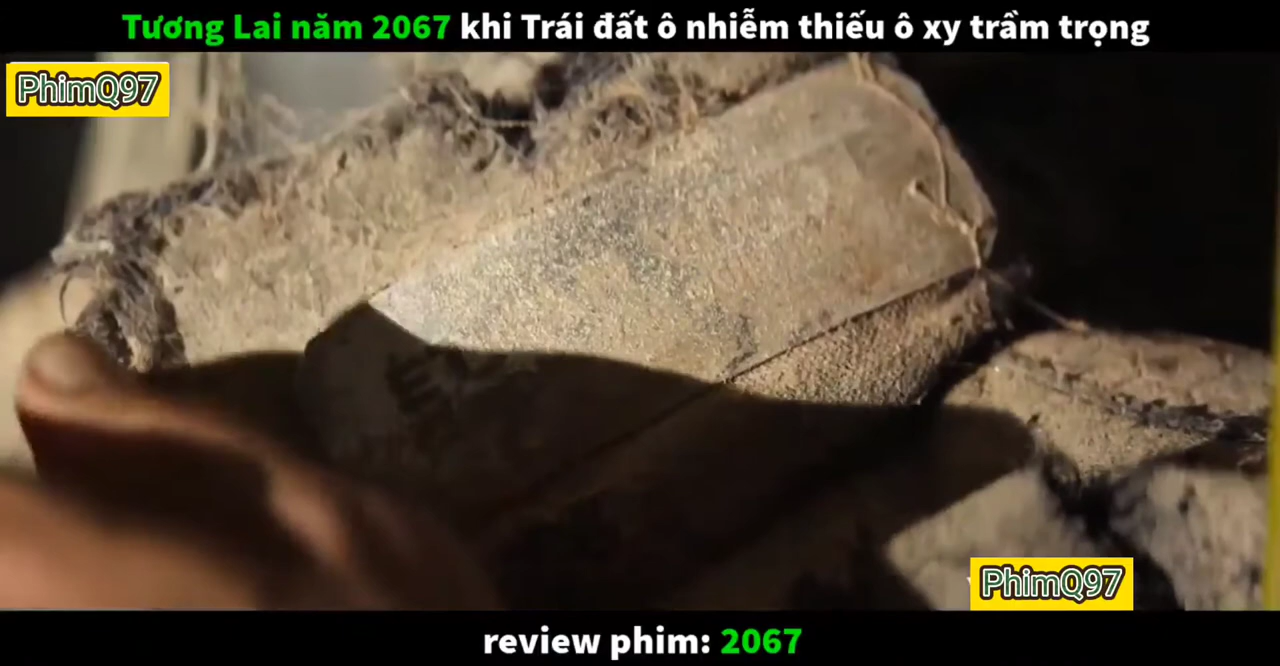 Tương Lai năm 2067 khi Trái đất ô nhiễm thiếu ô xy trầm trọng
PhimQ97
PhimQ97
review phim: 2067